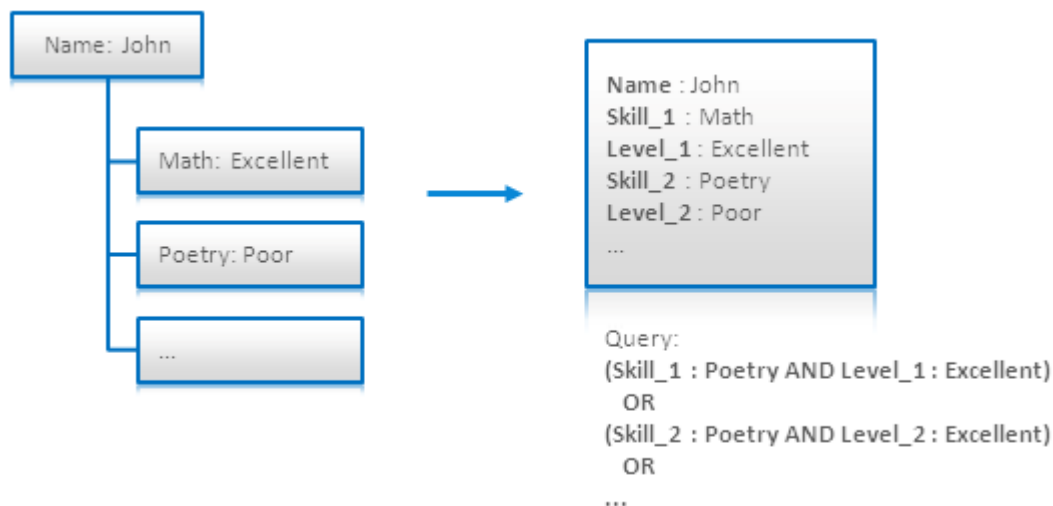 Name: John
Math: Excellent
Poetry: Poor
...
Name : John
Skill_1 : Math
Level_1 : Excellent
Skill_2 : Poetry
Level_2 : Poor
...
Query:
(Skill_1 : Poetry AND Level_1 : Excellent)
OR
(Skill_2 : Poetry AND Level_2 : Excellent)
OR
...